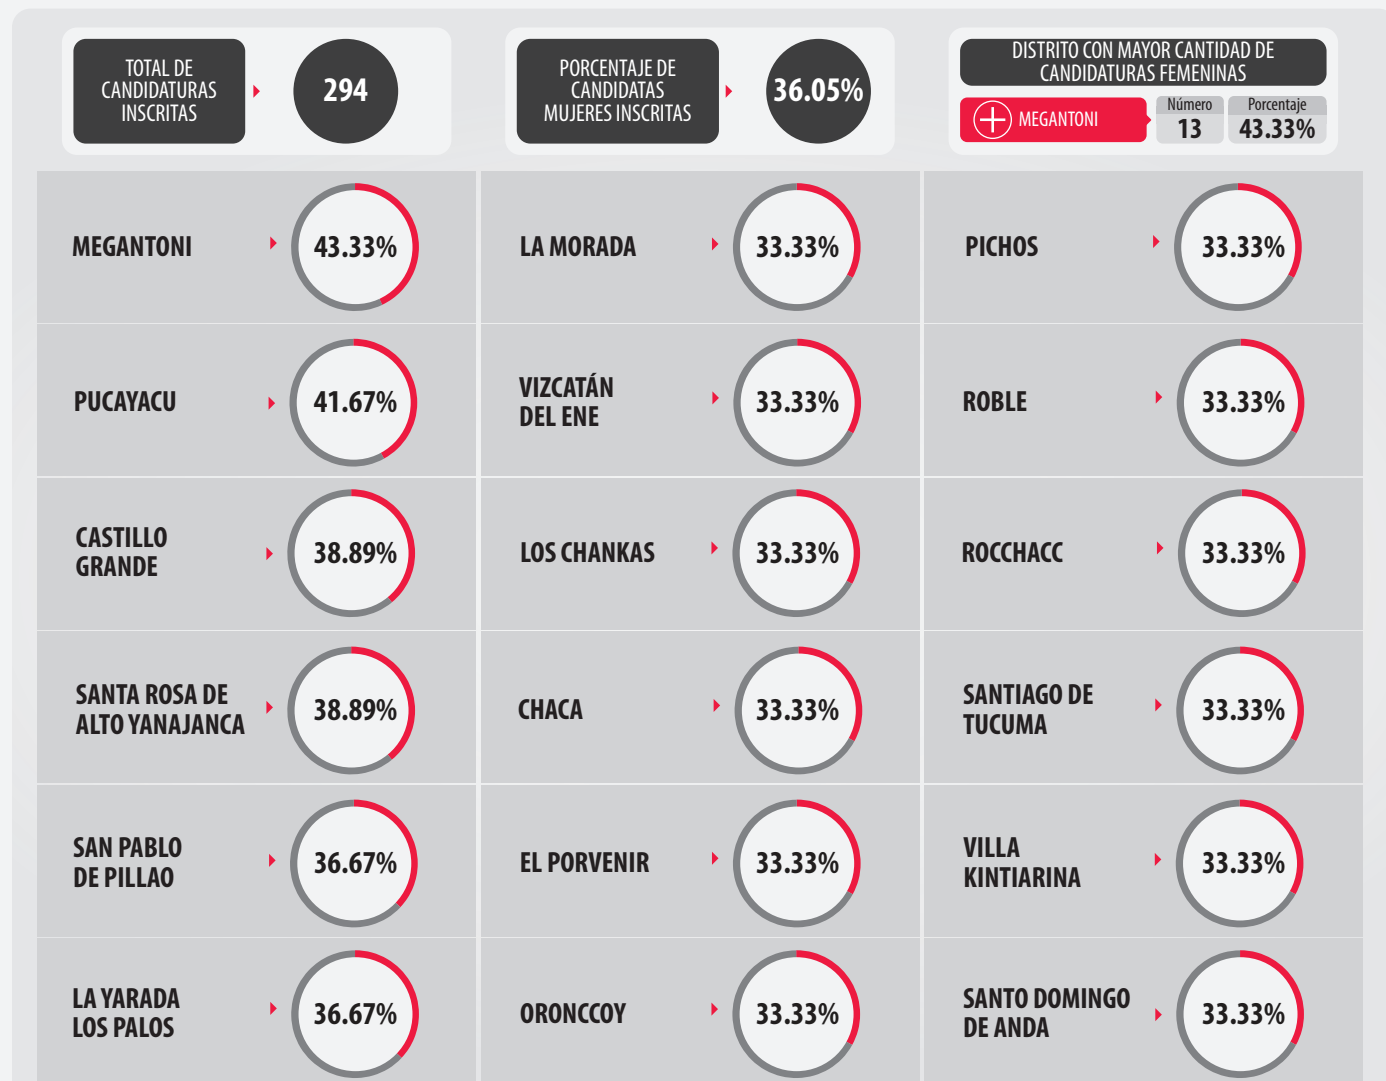 TOTAL DE
CANDIDATURAS
INSCRITAS
294
PORCENTAJE DE
CANDIDATAS
MUJERES INSCRITAS
36.05%
DISTRITO CON MAYOR CANTIDAD DE
CANDIDATURAS FEMENINAS
MEGANTONI
Número
13
Porcentaje
43.33%
MEGANTONI
43.33%
LA MORADA
33.33%
PICHOS
33.33%
PUCAYACU
41.67%
VIZCATÁN
DEL ENE
33.33%
ROBLE
33.33%
CASTILLO
GRANDE
38.89%
LOS CHANKAS
33.33%
ROCCHACC
33.33%
SANTA ROSA DE
ALTO YANAJANCA
38.89%
CHACA
33.33%
SANTIAGO DE
TUCUMA
33.33%
SAN PABLO
DE PILLAO
36.67%
EL PORVENIR
33.33%
VILLA
KINTIARINA
33.33%
LA YARADA
LOS PALOS
36.67%
ORONCCOY
33.33%
SANTO DOMINGO
DE ANDA
33.33%